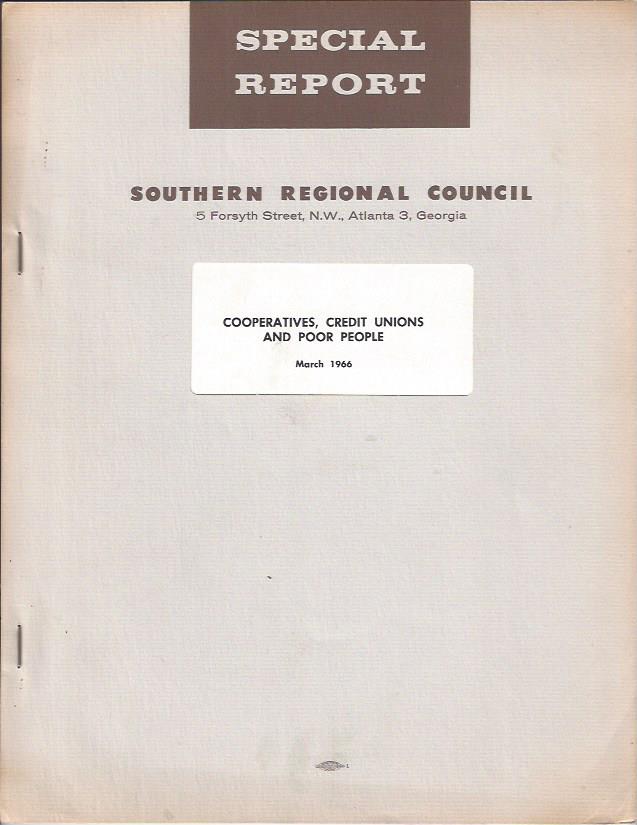 SPECIAL
REPORT
SOUTHERN REGIONAL COUNCIL
5 Forsyth Street, N.W., Atlanta 3, Georgia
COOPERATIVES, CREDIT UNIONS
AND POOR PEOPLE
March 1966